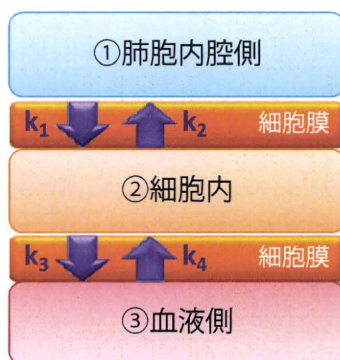 ①肺胞内腔側
k₁ k₂ 細胞膜
②細胞内
k₃ k₄ 細胞膜
③血液側